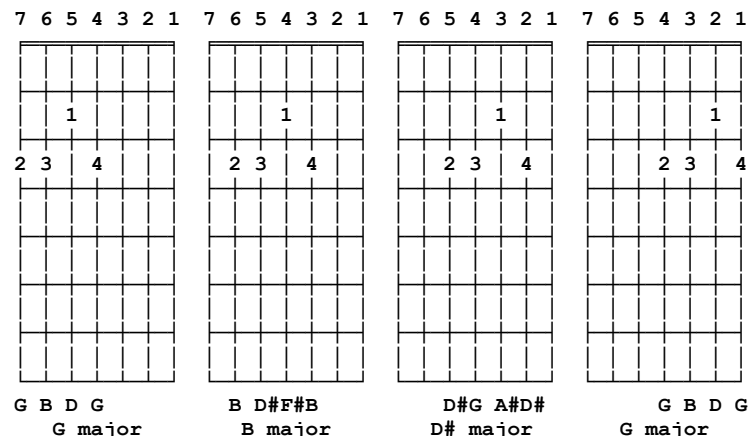 7 6 5 4 3 2 1 7 6 5 4 3 2 1 7 6 5 4 3 2 1 7 6 5 4 3 2 1
1 1 1 1
2 3 4 2 3 4 2 3 4 2 3 4
G B D G B D#F#B D#G A#D# G B D G
G major B major D# major G major